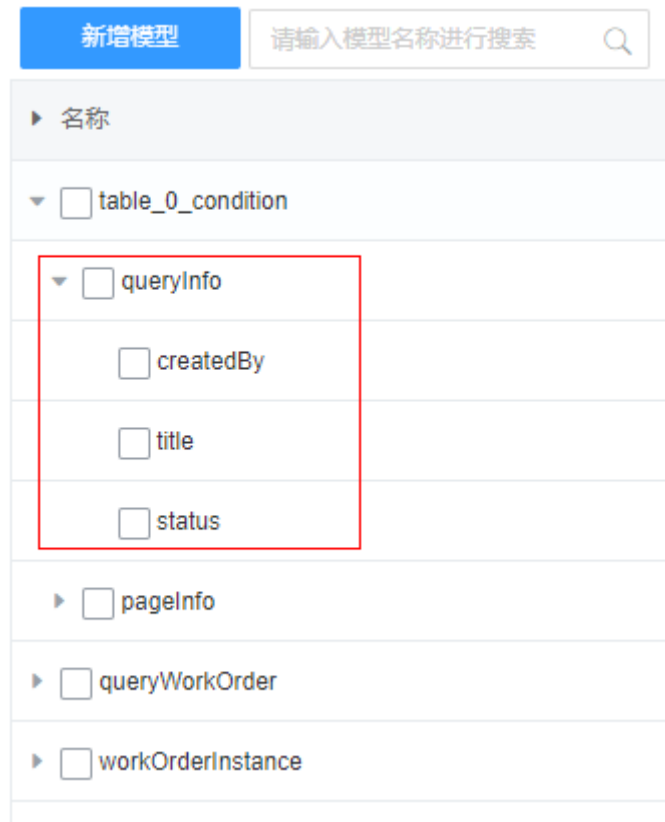 新增模型 请输入模型名称进行搜索
名称
table_0_condition
queryInfo
createdBy
title
status
pageInfo
queryWorkOrder
workOrderInstance